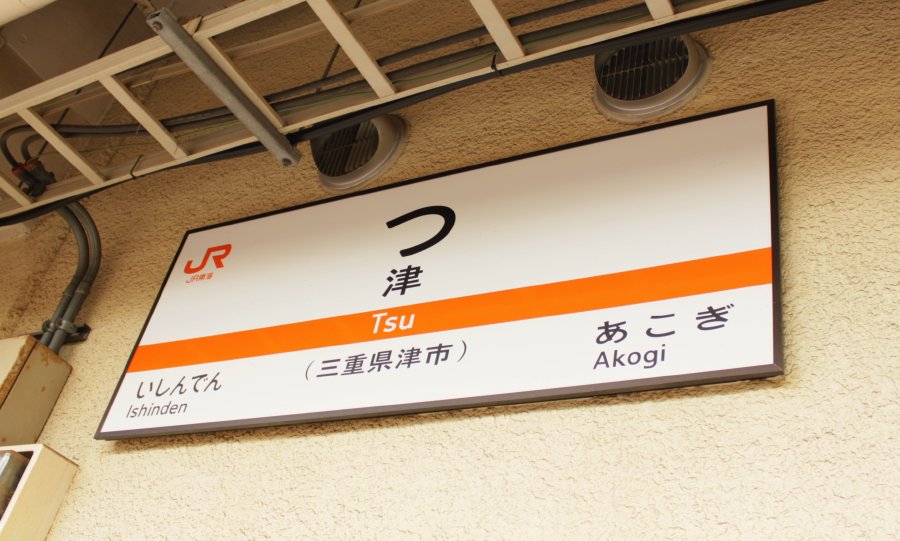 JR
JR東海
つ
津
Tsu
(三重県津市)
いしんでん
Ishinden
あこぎ
Akogi